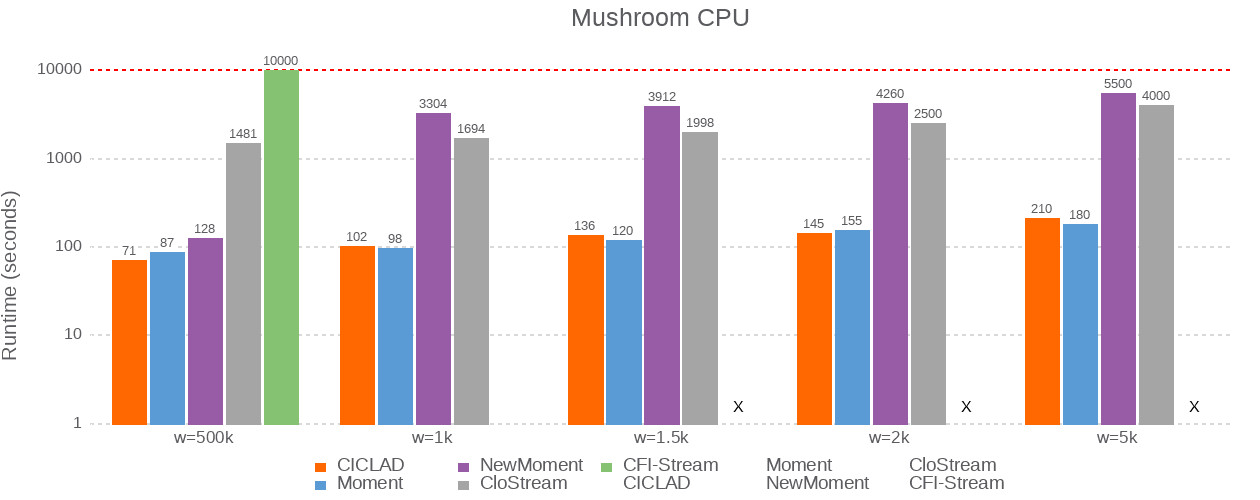 Mushroom CPU
Runtime (seconds)
10000
1000
100
10
1
71 87 128 1481 10000
102 98 3304 1694
136 120 3912 1998 X
145 155 4260 2500 X
210 180 5500 4000 X
w=500k w=1k w=1.5k w=2k w=5k
CICLAD NewMoment CFI-Stream Moment CloStream
Moment CloStream CICLAD NewMoment CFI-Stream